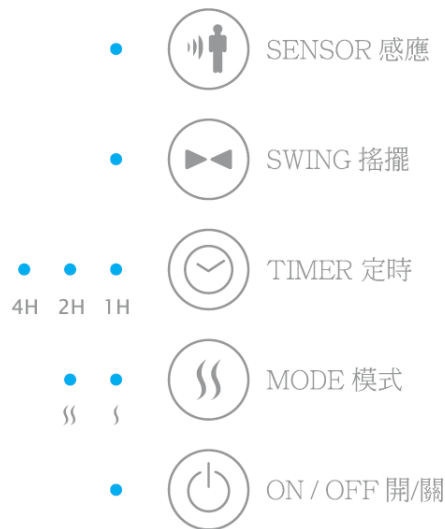 SENSOR 感應
SWING 搖擺
TIMER 定時
4H 2H 1H
MODE 模式
ON / OFF 開/關